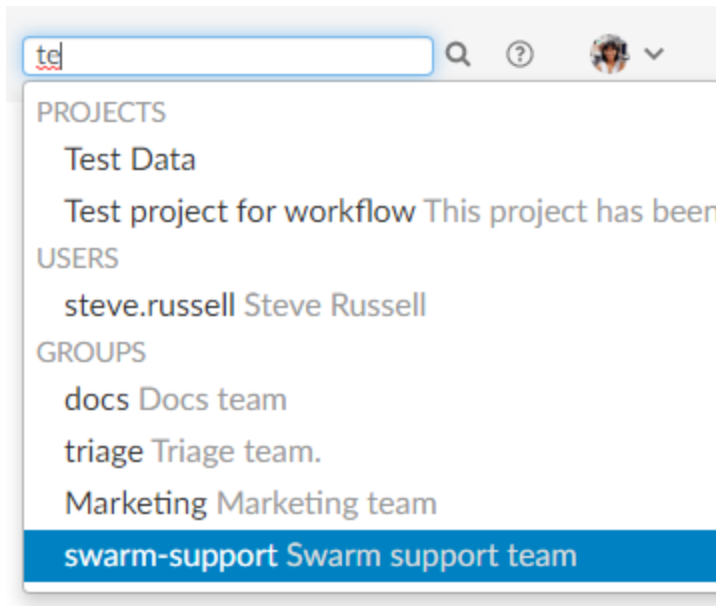 te
PROJECTS
Test Data
Test project for workflow This project has been
USERS
steve.russell Steve Russell
GROUPS
docs Docs team
triage Triage team.
Marketing Marketing team
swarm-support Swarm support team